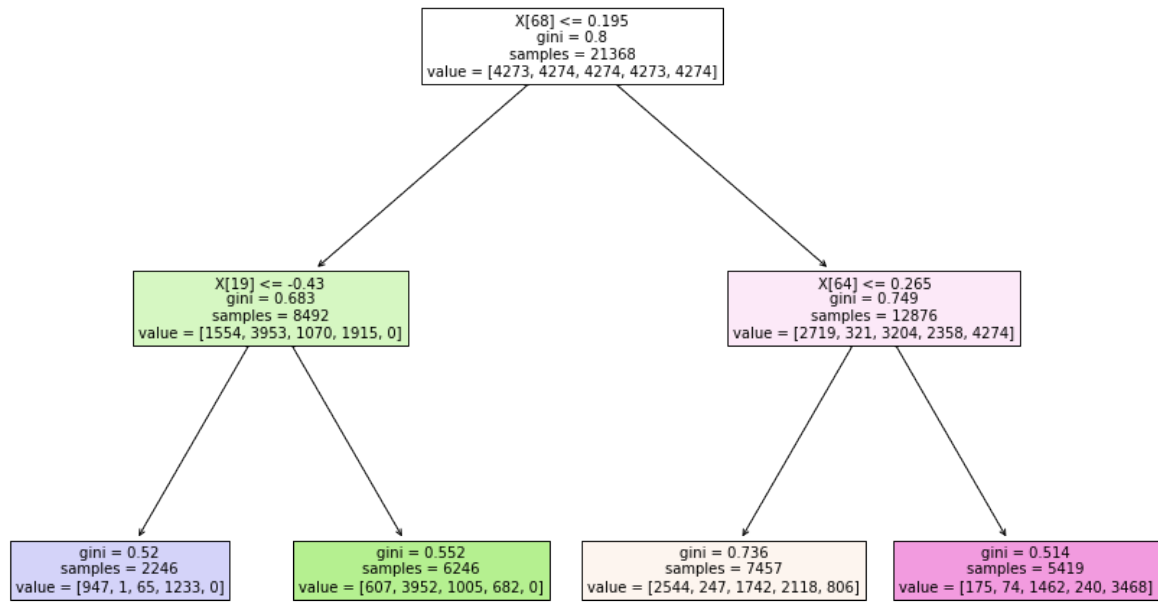 X[68] <= 0.195
gini = 0.8
samples = 21368
value = [4273, 4274, 4274, 4273, 4274]
X[19] <= -0.43
gini = 0.683
samples = 8492
value = [1554, 3953, 1070, 1915, 0]
X[64] <= 0.265
gini = 0.749
samples = 12876
value = [2719, 321, 3204, 2358, 4274]
gini = 0.52
samples = 2246
value = [947, 1, 65, 1233, 0]
gini = 0.552
samples = 6246
value = [607, 3952, 1005, 682, 0]
gini = 0.736
samples = 7457
value = [2544, 247, 1742, 2118, 806]
gini = 0.514
samples = 5419
value = [175, 74, 1462, 240, 3468]